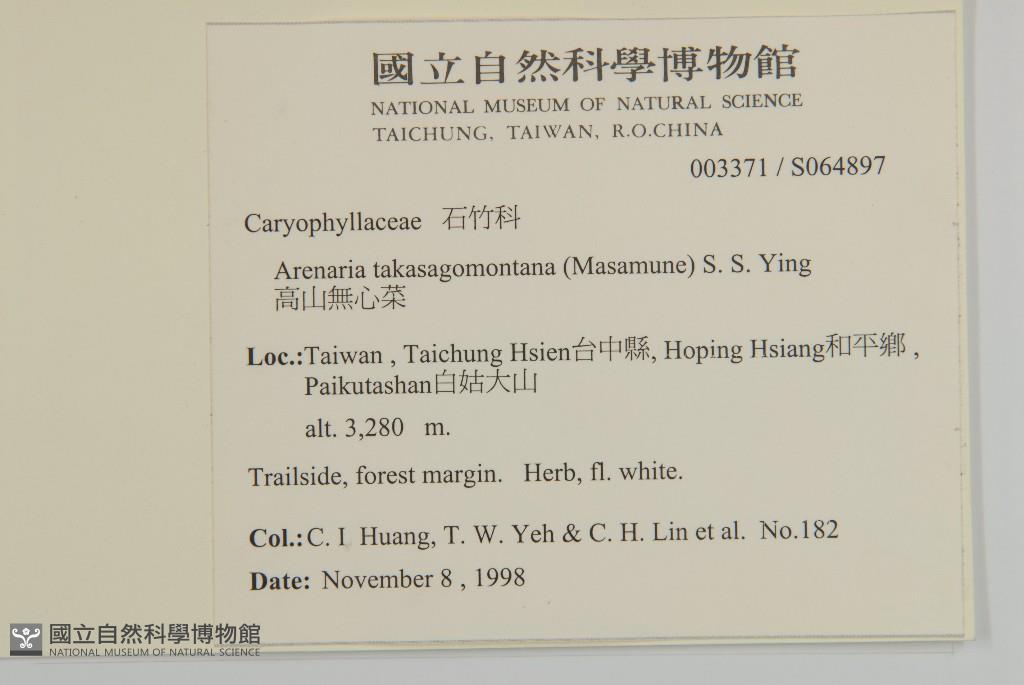 國立自然科學博物館
NATIONAL MUSEUM OF NATURAL SCIENCE
TAICHUNG, TAIWAN, R.O.CHINA
003371 / S064897
Caryophyllaceae 石竹科
Arenaria takasagomontana (Masamune) S. S. Ying
高山無心菜
Loc.:Taiwan , Taichung Hsien台中縣, Hoping Hsiang和平鄉 ,
Paikutashan白姑大山
alt. 3,280 m.
Trailside, forest margin. Herb, fl. white.
Col.: C. I Huang, T. W. Yeh & C. H. Lin et al. No.182
Date: November 8 , 1998
國立自然科學博物館
NATIONAL MUSEUM OF NATURAL SCIENCE